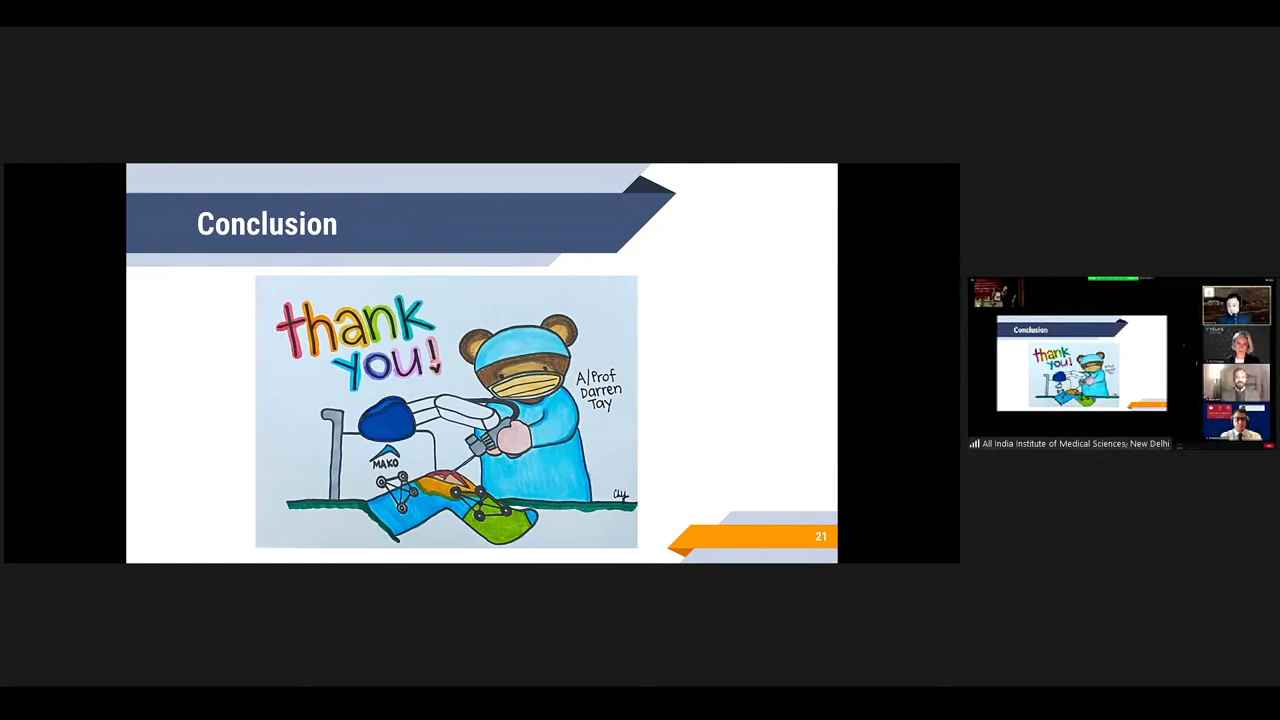 Conclusion
thank
you!
A/Prof
Darren
Tay
MAKO
21
Conclusion
thank
you!
All India Institute of Medical Sciences, New Delhi